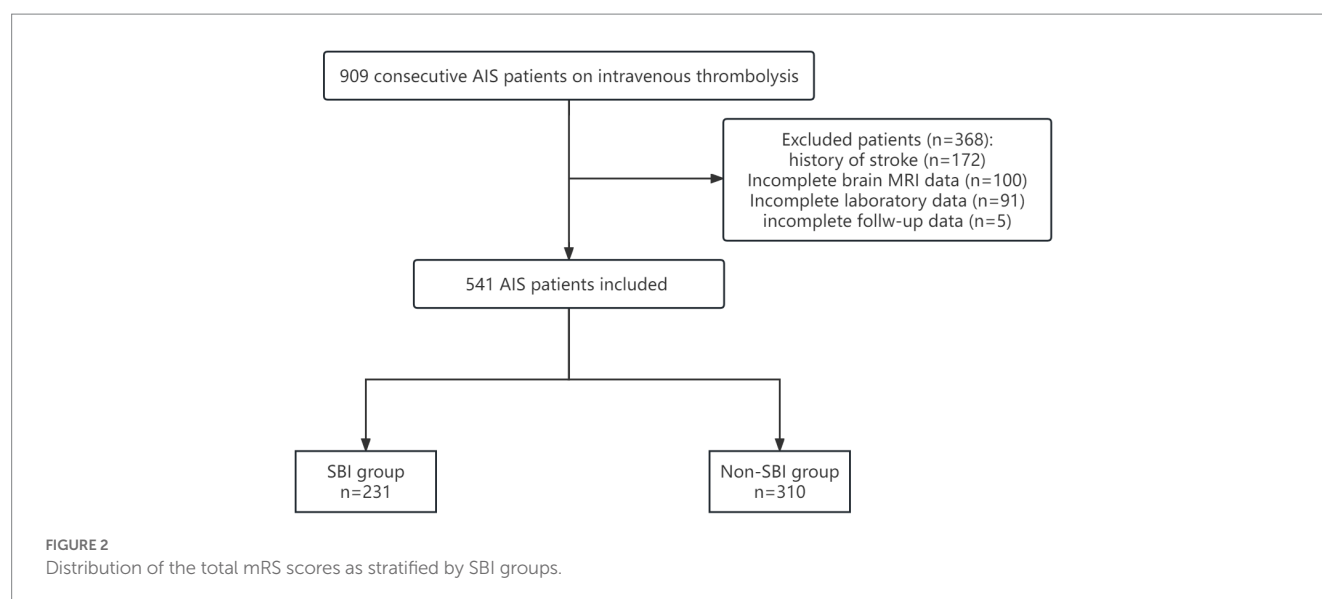 909 consecutive AIS patients on intravenous thrombolysis
Excluded patients (n=368):
history of stroke (n=172)
Incomplete brain MRI data (n=100)
Incomplete laboratory data (n=91)
incomplete follw-up data (n=5)
541 AIS patients included
SBI group
n=231
Non-SBI group
n=310
FIGURE 2
Distribution of the total mRS scores as stratified by SBI groups.